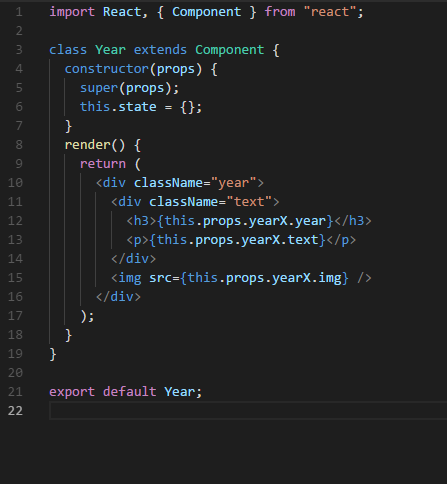 1 import React, { Component } from "react";
2
3 class Year extends Component {
4 constructor(props) {
5 super(props);
6 this.state = {};
7 }
8 render() {
9 return (
10 <div className="year">
11 <div className="text">
12 <h3>{this.props.yearX.year}</h3>
13 <p>{this.props.yearX.text}</p>
14 </div>
15 <img src={this.props.yearX.img} />
16 </div>
17 );
18 }
19 }
20
21 export default Year;
22